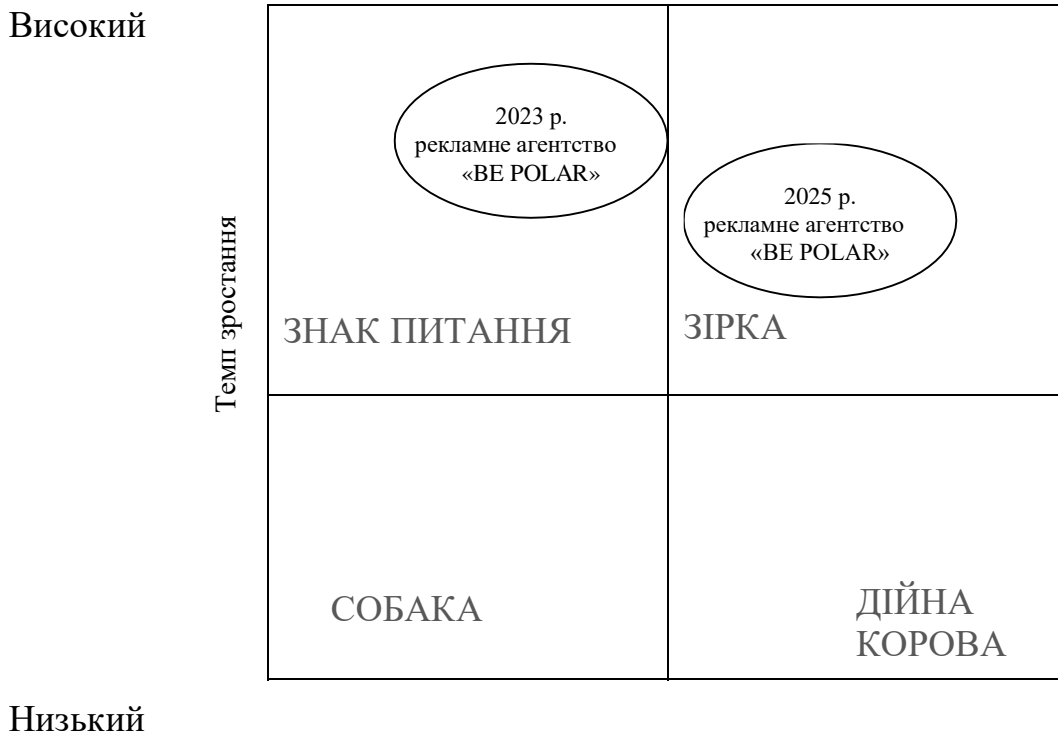 Високий
2023 р.
рекламне агентство
«BE POLAR»
2025 р.
рекламне агентство
«BE POLAR»
Темп зростання
ЗНАК ПИТАННЯ
ЗІРКА
СОБАКА
ДІЙНА
КОРОВА
Низький